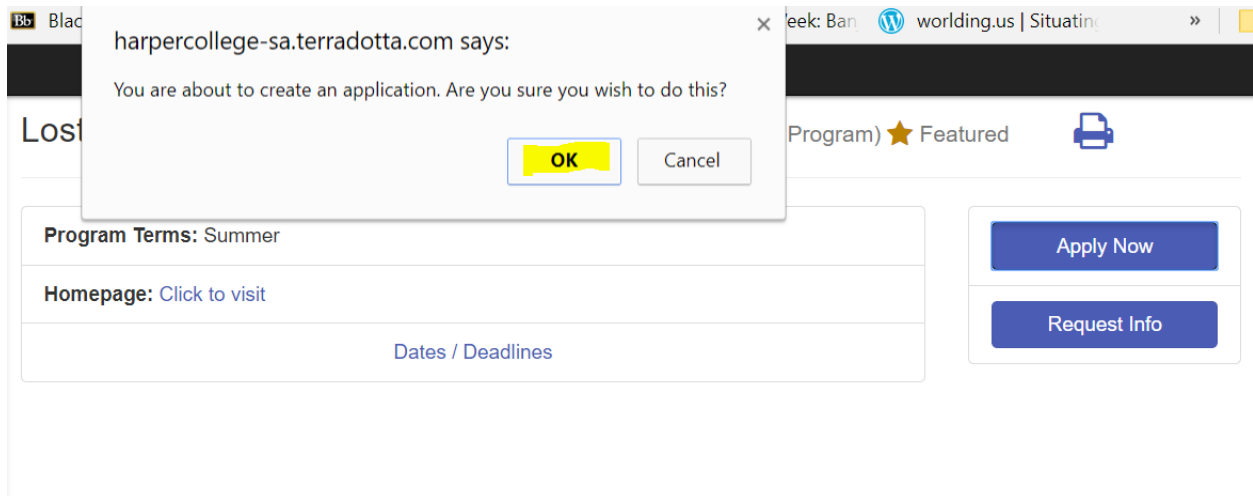 Bb Blac
eek: Ban
worlding.us | Situating
»
harpercollege-sa.terradotta.com says:
You are about to create an application. Are you sure you wish to do this?
OK Cancel
Lost
Program) Featured
Program Terms: Summer
Homepage: Click to visit
Dates / Deadlines
Apply Now
Request Info